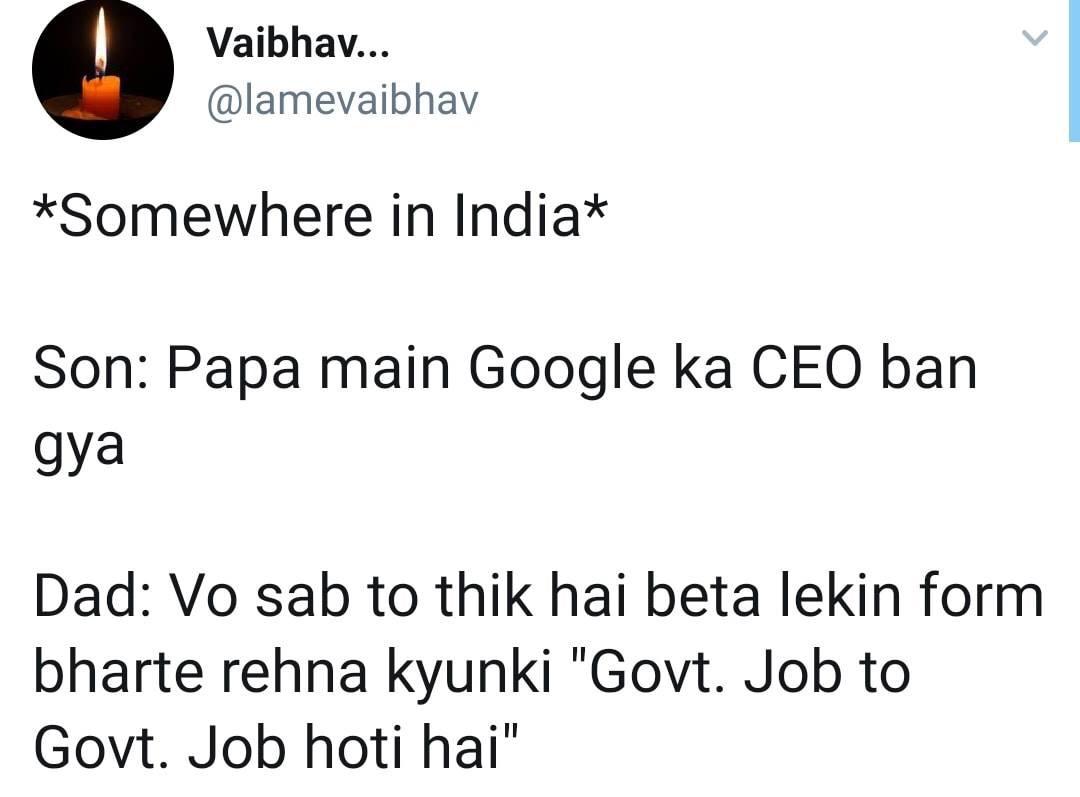 Vaibhav...
@lamevaibhav
*Somewhere in India*
Son: Papa main Google ka CEO ban
gya
Dad: Vo sab to thik hai beta lekin form
bharte rehna kyunki "Govt. Job to
Govt. Job hoti hai"